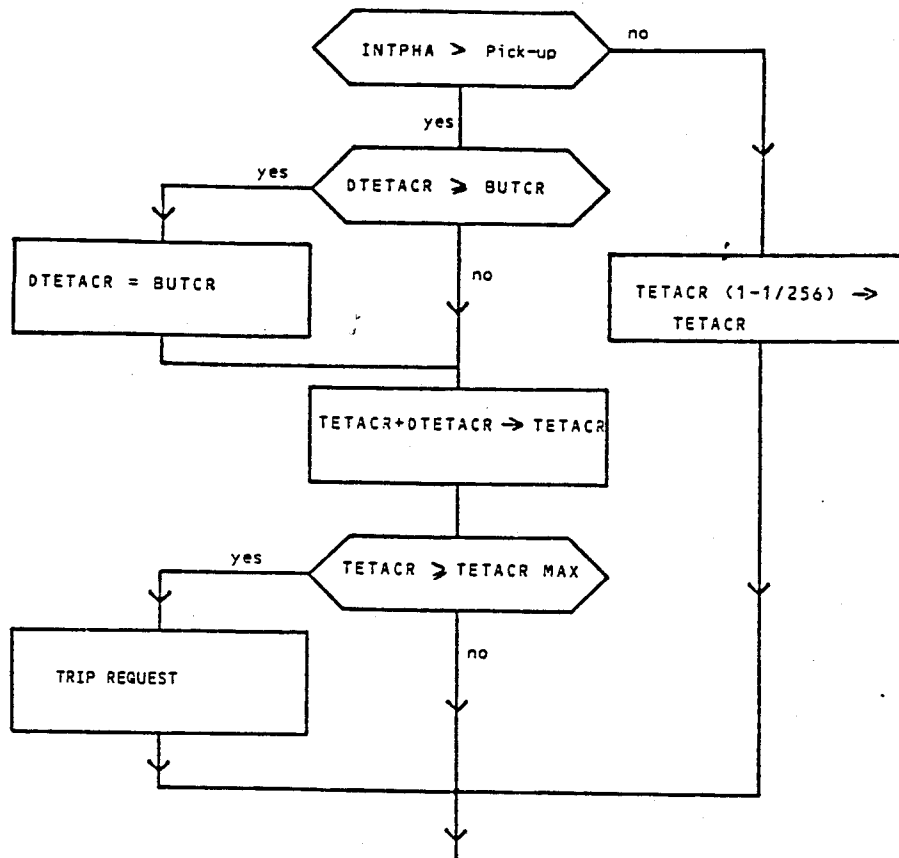 INTPHA > Pick-up
no
yes
yes
DTETACR ⩾ BUTCR
DTETACR = BUTCR
no
TETACR (1-1/256) →
TETACR
TETACR+DTETACR → TETACR
yes
TETACR ⩾ TETACR MAX
no
TRIP REQUEST